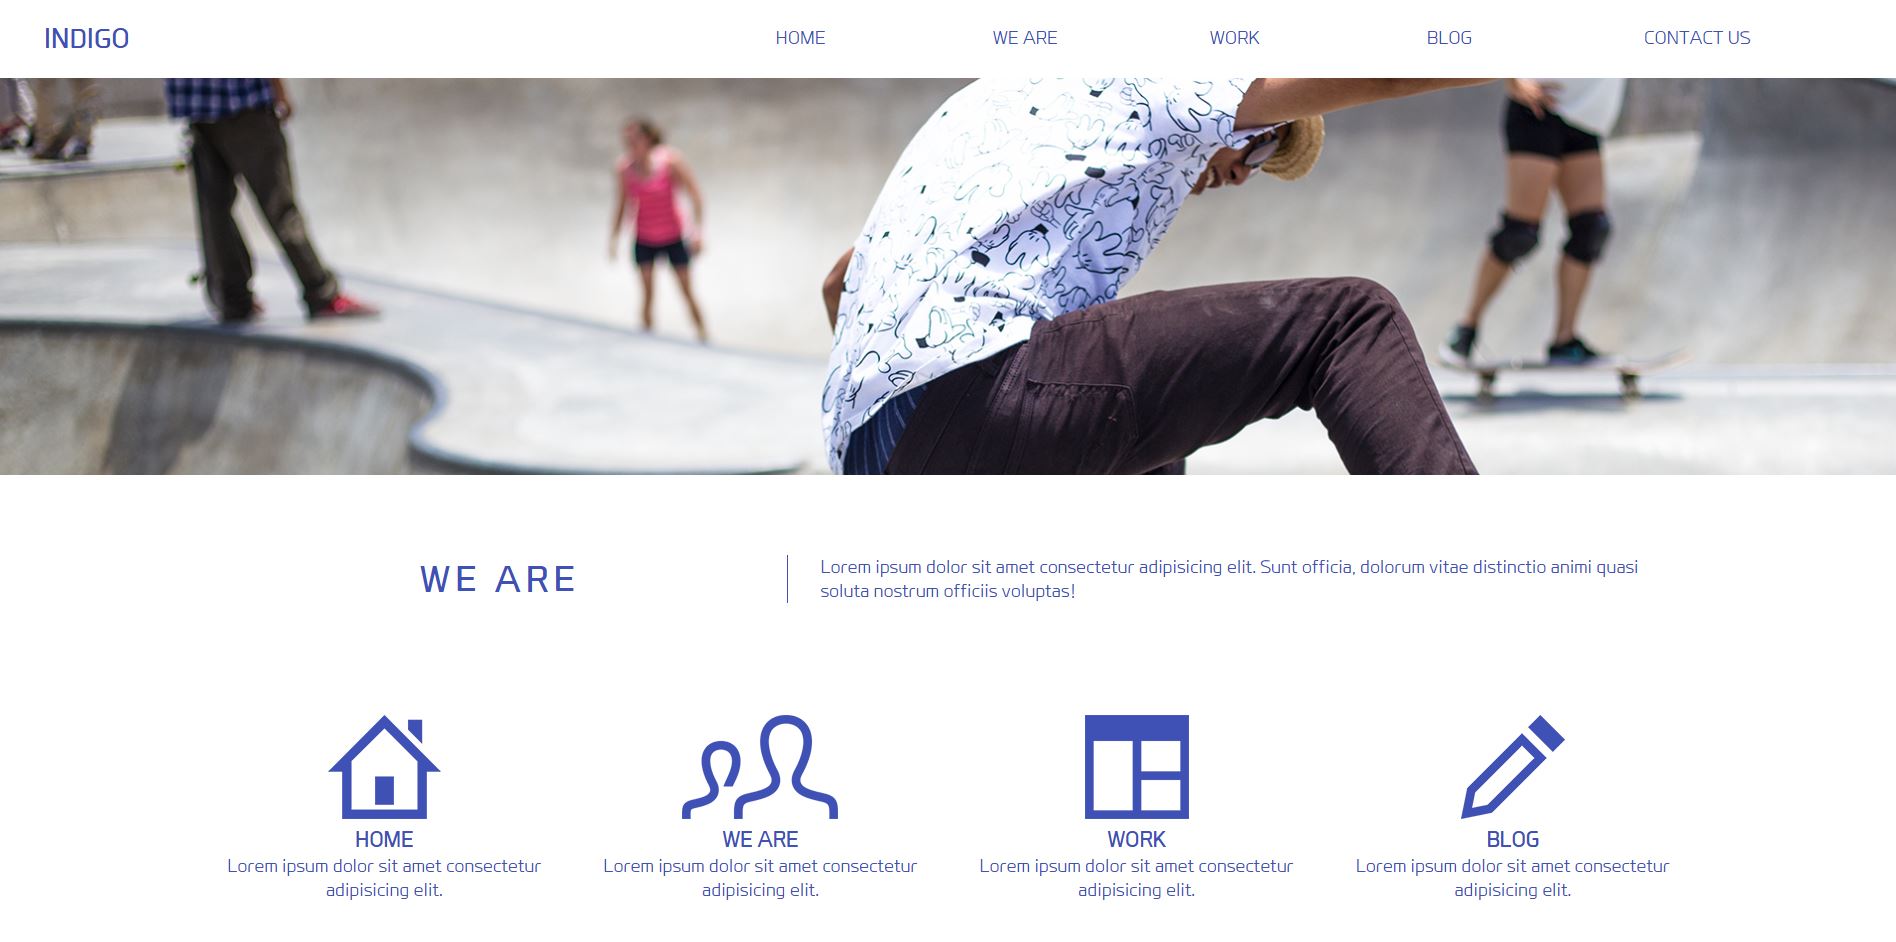 INDIGO
HOME
WE ARE
WORK
BLOG
CONTACT US
WE ARE
Lorem ipsum dolor sit amet consectetur adipisicing elit. Sunt officia, dolorum vitae distinctio animi quasi
soluta nostrum officiis voluptas!
HOME
Lorem ipsum dolor sit amet consectetur
adipisicing elit.
WE ARE
Lorem ipsum dolor sit amet consectetur
adipisicing elit.
WORK
Lorem ipsum dolor sit amet consectetur
adipisicing elit.
BLOG
Lorem ipsum dolor sit amet consectetur
adipisicing elit.